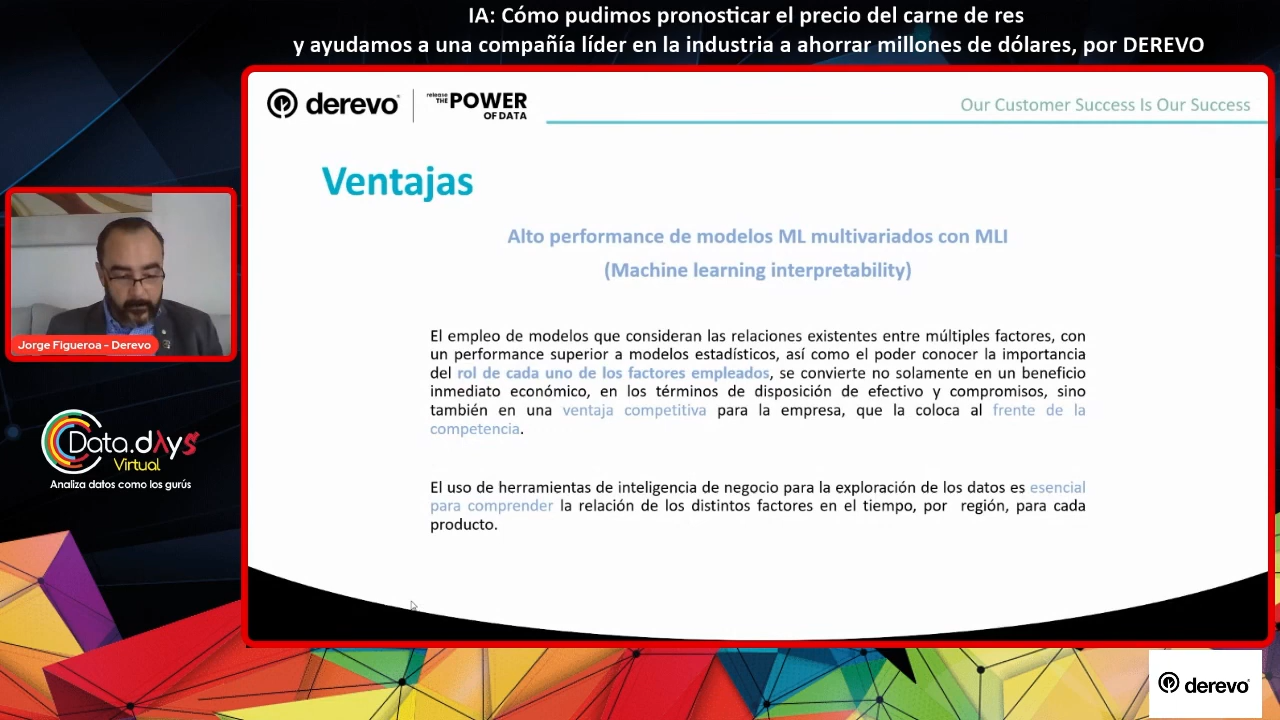 IA: Cómo pudimos pronosticar el precio del carne de res
y ayudamos a una compañía líder en la industria a ahorrar millones de dólares, por DEREVO
derevo
release
THE POWER
OF DATA
Our Customer Success Is Our Success
Ventajas
Alto performance de modelos ML multivariados con MLI
(Machine learning interpretability)
El empleo de modelos que consideran las relaciones existentes entre múltiples factores, con
un performance superior a modelos estadísticos, así como el poder conocer la importancia
del rol de cada uno de los factores empleados, se convierte no solamente en un beneficio
inmediato económico, en los términos de disposición de efectivo y compromisos, sino
también en una ventaja competitiva para la empresa, que la coloca al frente de la
competencia.
El uso de herramientas de inteligencia de negocio para la exploración de los datos es esencial
para comprender la relación de los distintos factores en el tiempo, por región, para cada
producto.
Jorge Figueroa - Derevo
Data.dAys
Virtual
Analiza datos como los gurús
derevo